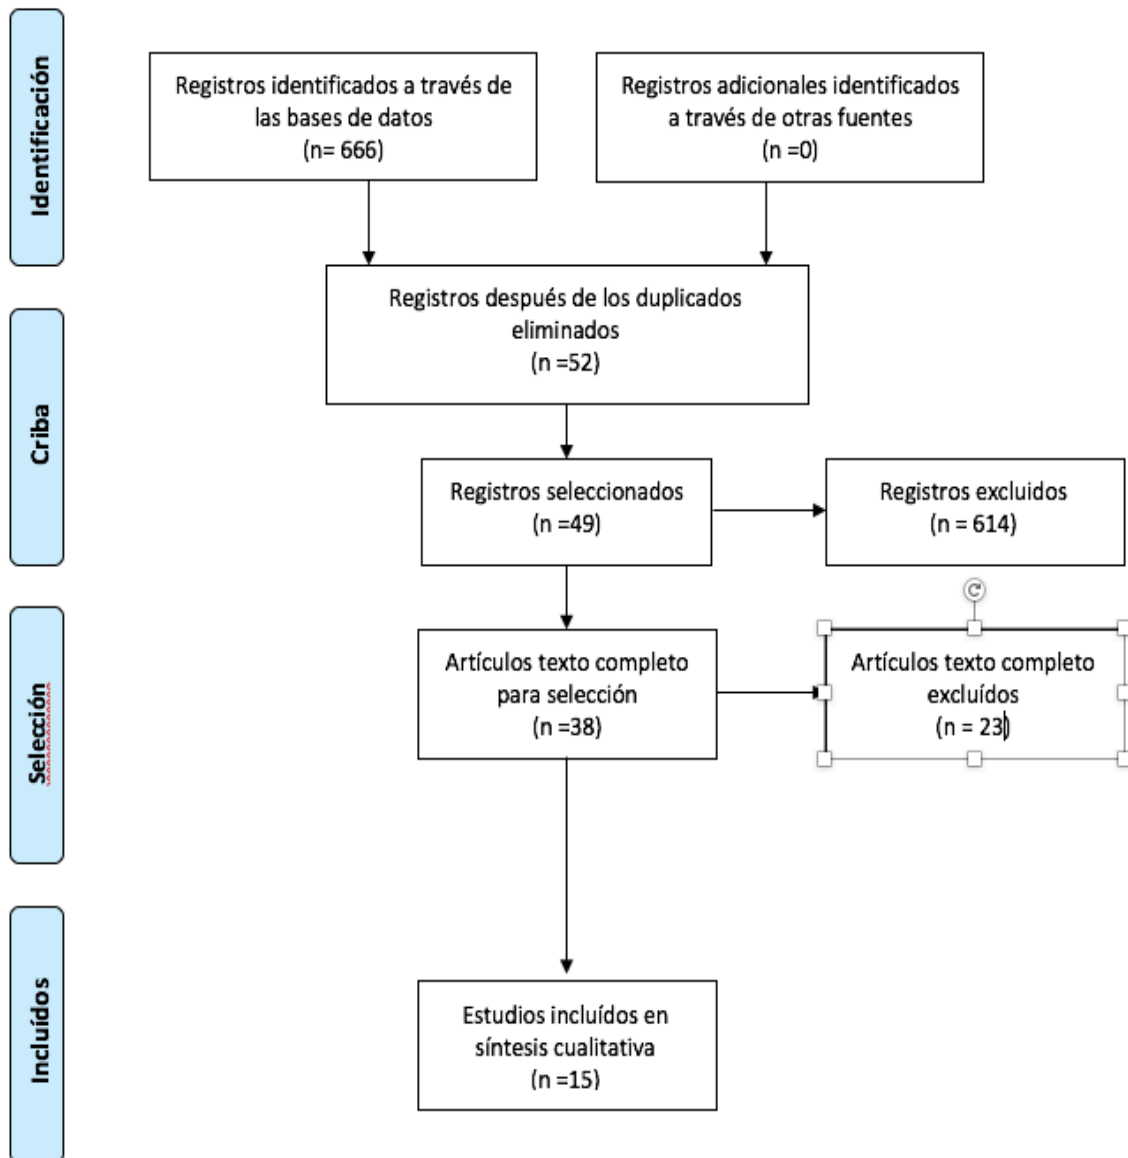 Identificación
Registros identificados a través de
las bases de datos
(n= 666)
Registros adicionales identificados
a través de otras fuentes
(n =0)
Registros después de los duplicados
eliminados
(n =52)
Criba
Registros seleccionados
(n =49)
Registros excluidos
(n = 614)
Selección
Artículos texto completo
para selección
(n =38)
Artículos texto completo
excluídos
(n = 23)
Incluídos
Estudios incluídos en
síntesis cualitativa
(n =15)